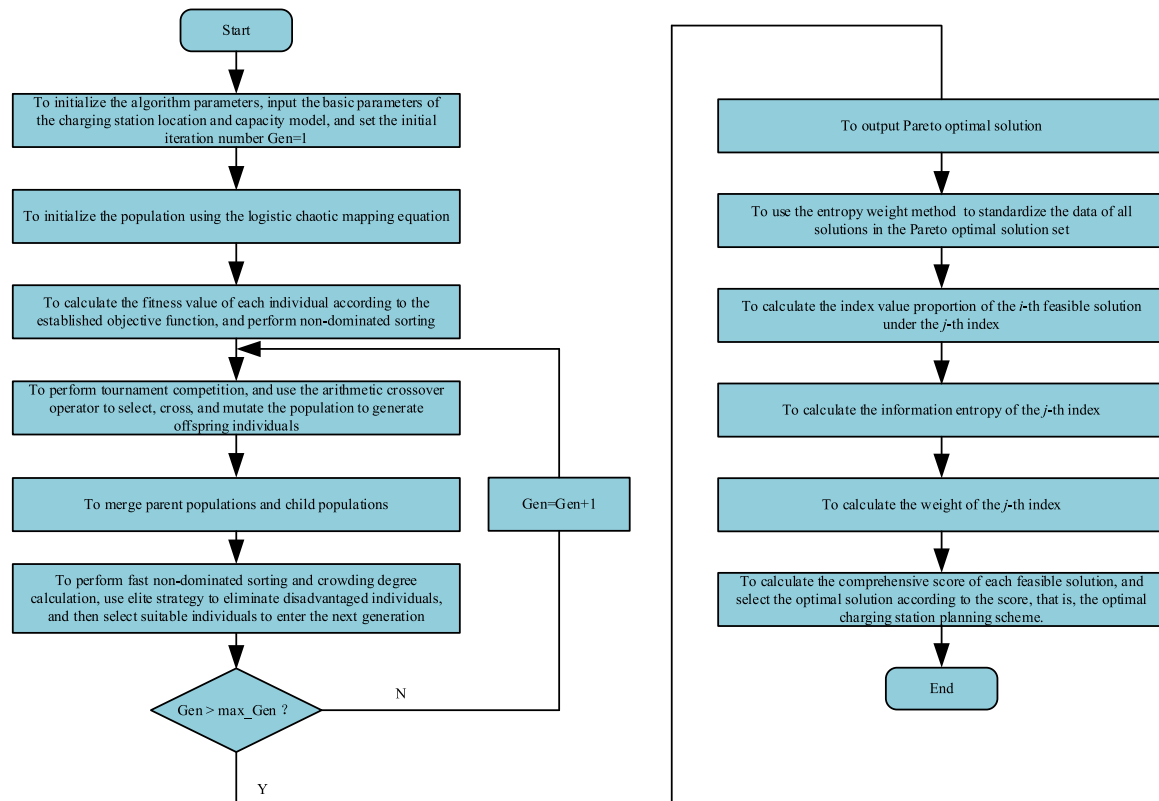 Start
To initialize the algorithm parameters, input the basic parameters of
the charging station location and capacity model, and set the initial
iteration number Gen=1
To initialize the population using the logistic chaotic mapping equation
To calculate the fitness value of each individual according to the
established objective function, and perform non-dominated sorting
To perform tournament competition, and use the arithmetic crossover
operator to select, cross, and mutate the population to generate
offspring individuals
To merge parent populations and child populations
Gen=Gen+1
To perform fast non-dominated sorting and crowding degree
calculation, use elite strategy to eliminate disadvantaged individuals,
and then select suitable individuals to enter the next generation
Gen > max_Gen ?
N
Y
To output Pareto optimal solution
To use the entropy weight method to standardize the data of all
solutions in the Pareto optimal solution set
To calculate the index value proportion of the i-th feasible solution
under the j-th index
To calculate the information entropy of the j-th index
To calculate the weight of the j-th index
To calculate the comprehensive score of each feasible solution, and
select the optimal solution according to the score, that is, the optimal
charging station planning scheme.
End